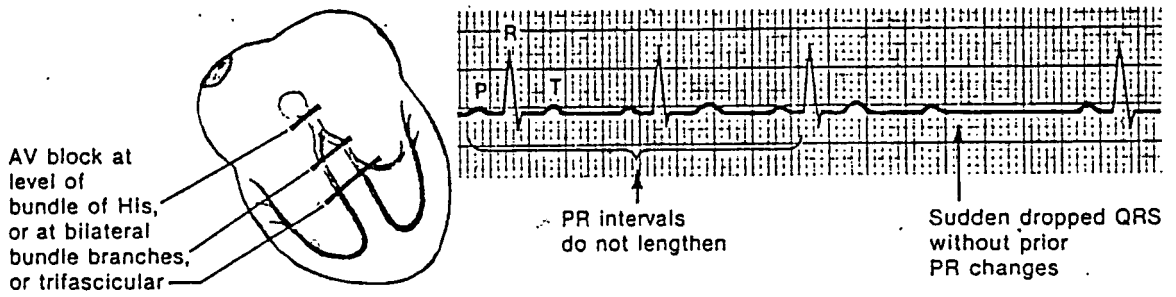 AV block at
level of
bundle of His,
or at bilateral
bundle branches,
or trifascicular
R
P
T
PR intervals
do not lengthen
Sudden dropped QRS
without prior
PR changes